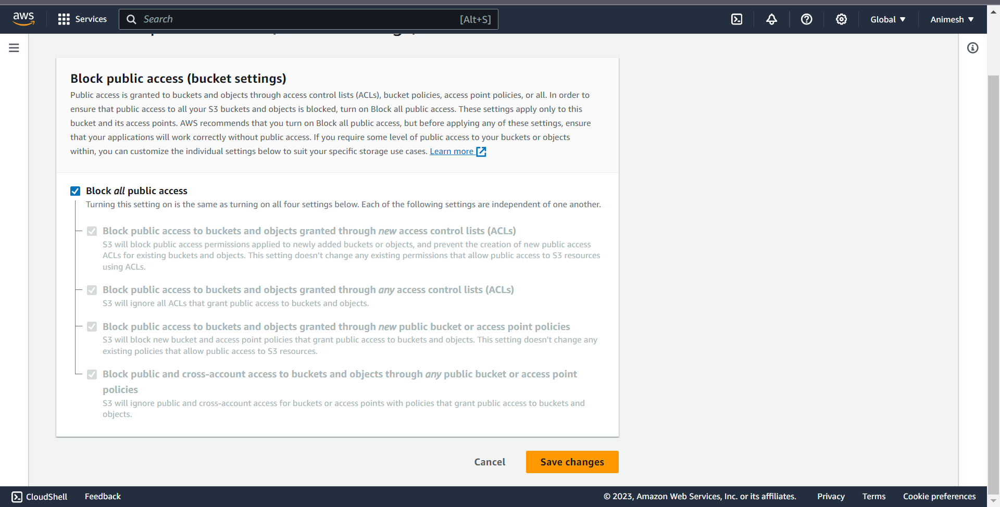 aws
Services
Search
[Alt+S]
Global
Animesh
Block public access (bucket settings)
Public access is granted to buckets and objects through access control lists (ACLs), bucket policies, access point policies, or all. In order to
ensure that public access to all your S3 buckets and objects is blocked, turn on Block all public access. These settings apply only to this
bucket and its access points. AWS recommends that you turn on Block all public access, but before applying any of these settings, ensure
that your applications will work correctly without public access. If you require some level of public access to your buckets or objects
within, you can customize the individual settings below to suit your specific storage use cases. Learn more
Block all public access
Turning this setting on is the same as turning on all four settings below. Each of the following settings are independent of one another.
Block public access to buckets and objects granted through new access control lists (ACLs)
S3 will block public access permissions applied to newly added buckets or objects, and prevent the creation of new public access
ACLs for existing buckets and objects. This setting doesn't change any existing permissions that allow public access to S3 resources
using ACLs.
Block public access to buckets and objects granted through any access control lists (ACLs)
S3 will ignore all ACLs that grant public access to buckets and objects.
Block public access to buckets and objects granted through new public bucket or access point policies
S3 will block new bucket and access point policies that grant public access to buckets and objects. This setting doesn't change any
existing policies that allow public access to S3 resources.
Block public and cross-account access to buckets and objects through any public bucket or access point
policies
S3 will ignore public and cross-account access for buckets or access points with policies that grant public access to buckets and
objects.
Cancel
Save changes
CloudShell
Feedback
© 2023, Amazon Web Services, Inc. or its affiliates.
Privacy
Terms
Cookie preferences